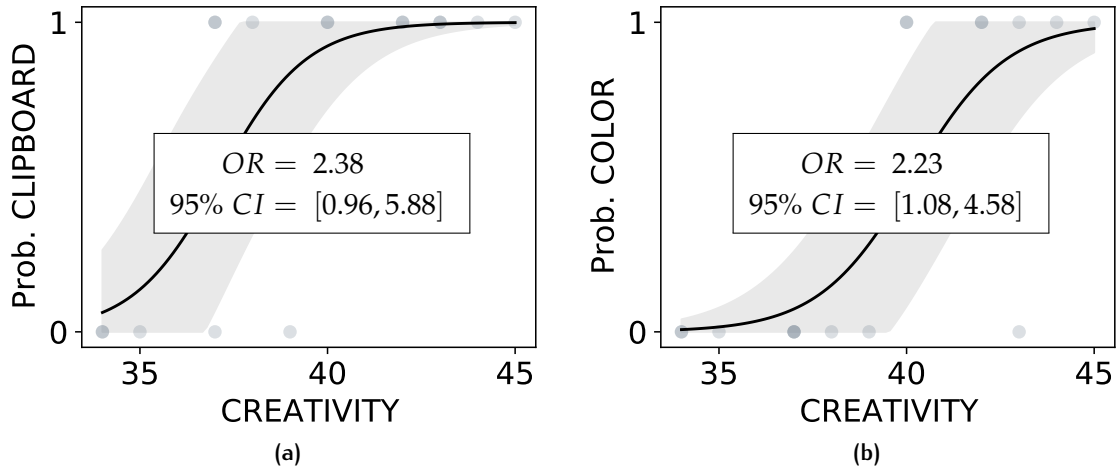 1
0
Prob. CLIPBOARD
OR = 2.38
95% CI = [0.96, 5.88]
35
40
45
CREATIVITY
(a)
1
0
Prob. COLOR
OR = 2.23
95% CI = [1.08, 4.58]
35
40
45
CREATIVITY
(b)